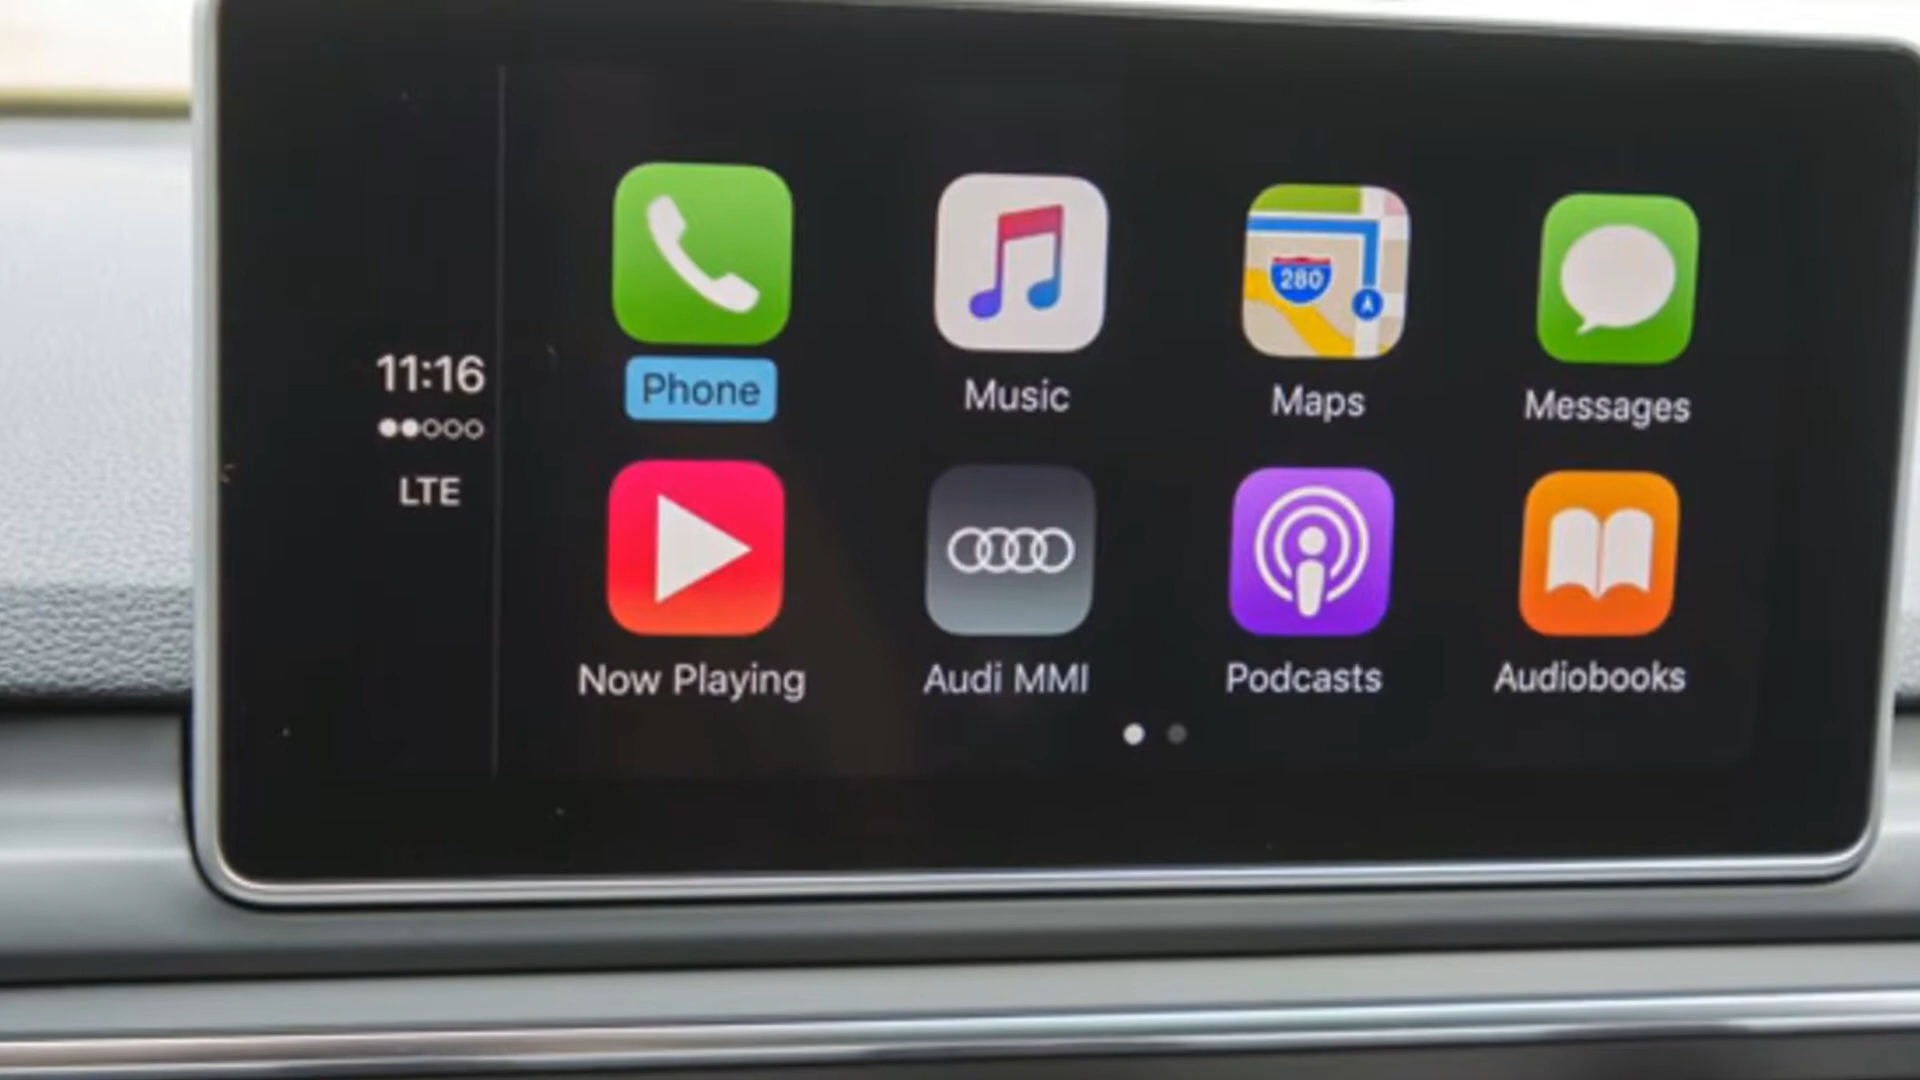 11:16
LTE
Phone
Music
280
Maps
Messages
Now Playing
Audi MMI
Podcasts
Audiobooks